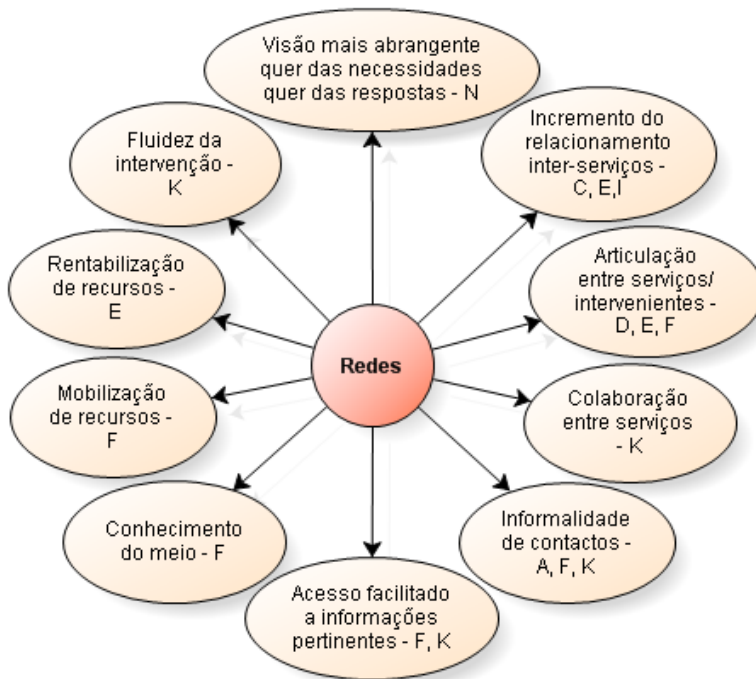 Visão mais abrangente
quer das necessidades
quer das respostas - N
Incremento do
relacionamento
inter-serviços -
C, E,I
Articulaçäo
entre serviços/
intervenientes -
D, E, F
Colaboração
entre serviços
- K
Informalidade
de contactos -
A, F, K
Acesso facilitado
a informações
pertinentes - F, K
Conhecimento
do meio - F
Mobilização
de recursos -
F
Rentabilização
de recursos -
E
Fluidez da
intervenção -
K
Redes